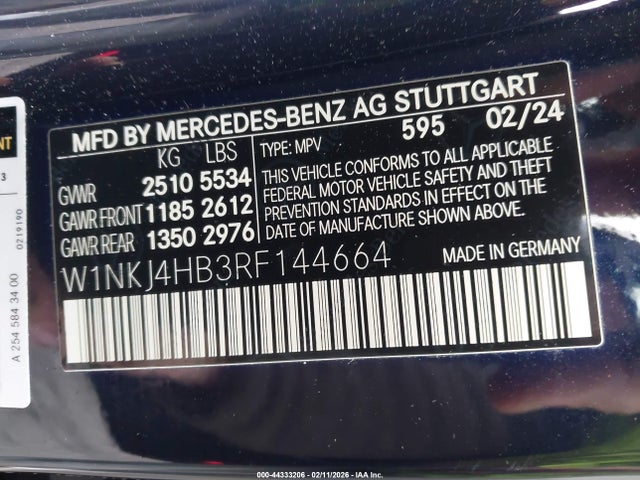 MFD BY MERCEDES-BENZ AG STUTTGART
KG LBS TYPE: MPV 595 02/24
GVWR 2510 5534
GAWR FRONT 1185 2612
GAWR REAR 1350 2976
THIS VEHICLE CONFORMS TO ALL APPLICABLE
FEDERAL MOTOR VEHICLE SAFETY AND THEFT
PREVENTION STANDARDS IN EFFECT ON THE
DATE OF MANUFACTURE SHOWN ABOVE.
W1NKJ4HB3RF144664
NT
3
0219190
A 254 584 34 00
000-44333206 - 02/11/2026 - IAA Inc.